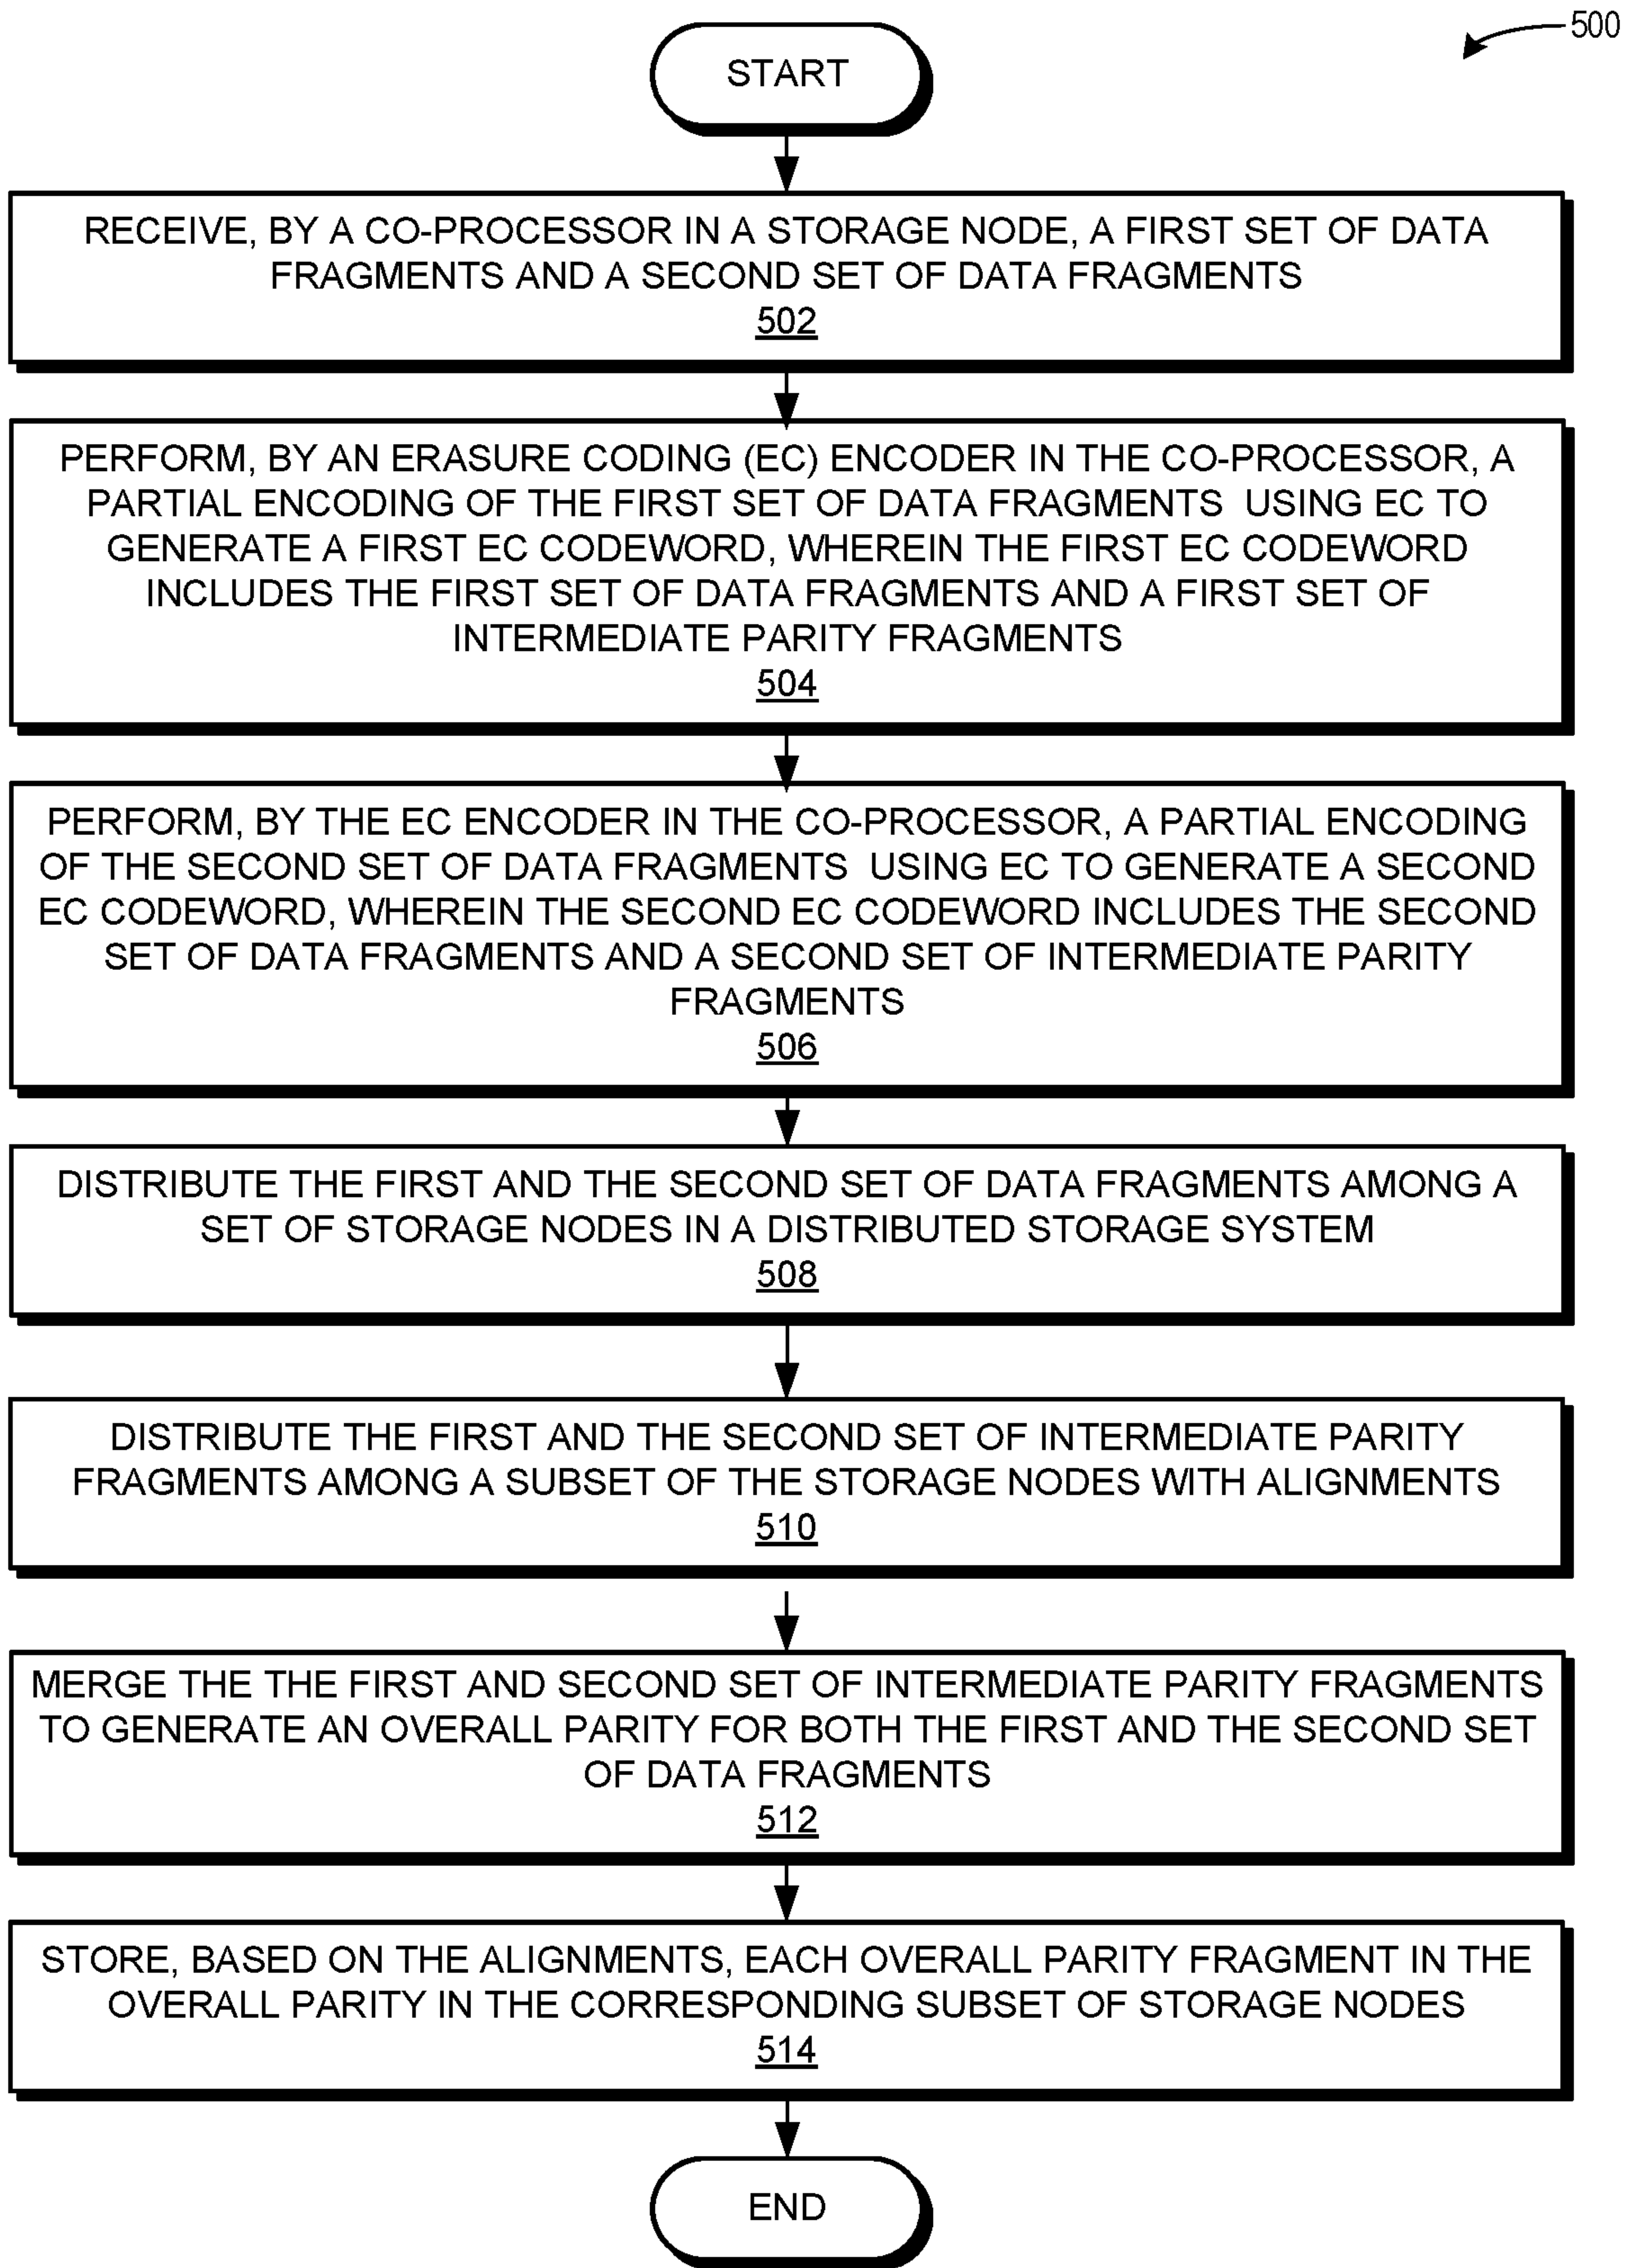 500
START
RECEIVE, BY A CO-PROCESSOR IN A STORAGE NODE, A FIRST SET OF DATA
FRAGMENTS AND A SECOND SET OF DATA FRAGMENTS
502
PERFORM, BY AN ERASURE CODING (EC) ENCODER IN THE CO-PROCESSOR, A
PARTIAL ENCODING OF THE FIRST SET OF DATA FRAGMENTS USING EC TO
GENERATE A FIRST EC CODEWORD, WHEREIN THE FIRST EC CODEWORD
INCLUDES THE FIRST SET OF DATA FRAGMENTS AND A FIRST SET OF
INTERMEDIATE PARITY FRAGMENTS
504
PERFORM, BY THE EC ENCODER IN THE CO-PROCESSOR, A PARTIAL ENCODING
OF THE SECOND SET OF DATA FRAGMENTS USING EC TO GENERATE A SECOND
EC CODEWORD, WHEREIN THE SECOND EC CODEWORD INCLUDES THE SECOND
SET OF DATA FRAGMENTS AND A SECOND SET OF INTERMEDIATE PARITY
FRAGMENTS
506
DISTRIBUTE THE FIRST AND THE SECOND SET OF DATA FRAGMENTS AMONG A
SET OF STORAGE NODES IN A DISTRIBUTED STORAGE SYSTEM
508
DISTRIBUTE THE FIRST AND THE SECOND SET OF INTERMEDIATE PARITY
FRAGMENTS AMONG A SUBSET OF THE STORAGE NODES WITH ALIGNMENTS
510
MERGE THE THE FIRST AND SECOND SET OF INTERMEDIATE PARITY FRAGMENTS
TO GENERATE AN OVERALL PARITY FOR BOTH THE FIRST AND THE SECOND SET
OF DATA FRAGMENTS
512
STORE, BASED ON THE ALIGNMENTS, EACH OVERALL PARITY FRAGMENT IN THE
OVERALL PARITY IN THE CORRESPONDING SUBSET OF STORAGE NODES
514
END